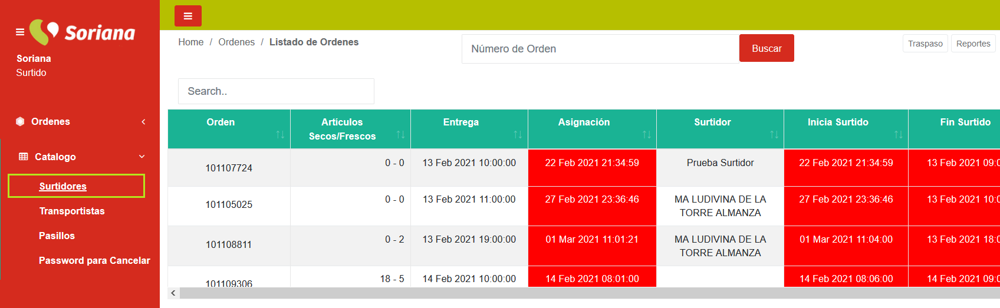 Soriana
Soriana
Surtido
Ordenes
Catalogo
Surtidores
Transportistas
Pasillos
Password para Cancelar
Home / Ordenes / Listado de Ordenes
Número de Orden
Buscar
Traspaso
Reportes
Search..
Orden
Articulos
Secos/Frescos
Entrega
Asignación
Surtidor
Inicia Surtido
Fin Surtido
101107724
0 - 0
13 Feb 2021 10:00:00
22 Feb 2021 21:34:59
Prueba Surtidor
22 Feb 2021 21:34:59
13 Feb 2021 09:0
101105025
0 - 0
13 Feb 2021 11:00:00
27 Feb 2021 23:36:46
MA LUDIVINA DE LA
TORRE ALMANZA
27 Feb 2021 23:36:46
13 Feb 2021 10:0
101108811
0 - 2
13 Feb 2021 19:00:00
01 Mar 2021 11:01:21
MA LUDIVINA DE LA
TORRE ALMANZA
01 Mar 2021 11:04:00
13 Feb 2021 18:0
101109306
18 - 5
14 Feb 2021 10:00:00
14 Feb 2021 08:01:00
14 Feb 2021 08:06:00
14 Feb 2021 09:0